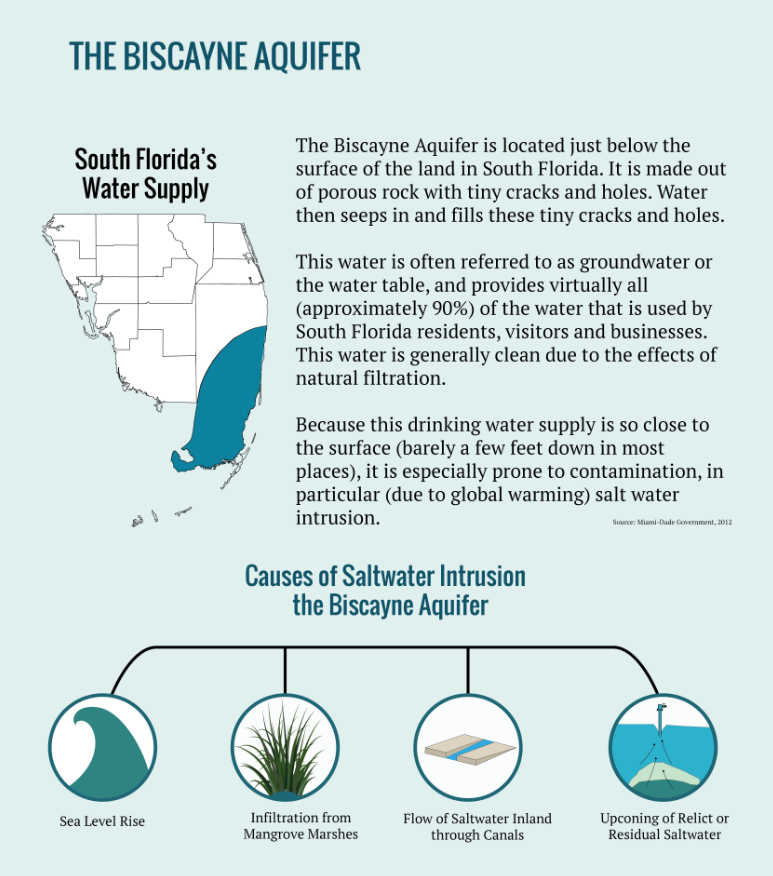 THE BISCAYNE AQUIFER
South Florida's
Water Supply
The Biscayne Aquifer is located just below the
surface of the land in South Florida. It is made out
of porous rock with tiny cracks and holes. Water
then seeps in and fills these tiny cracks and holes.
This water is often referred to as groundwater or
the water table, and provides virtually all
(approximately 90%) of the water that is used by
South Florida residents, visitors and businesses.
This water is generally clean due to the effects of
natural filtration.
Because this drinking water supply is so close to
the surface (barely a few feet down in most
places), it is especially prone to contamination, in
particular (due to global warming) salt water
intrusion.
Source: Miami-Dade Government, 2012
Causes of Saltwater Intrusion
the Biscayne Aquifer
Sea Level Rise
Infiltration from
Mangrove Marshes
Flow of Saltwater Inland
through Canals
Upconing of Relict or
Residual Saltwater